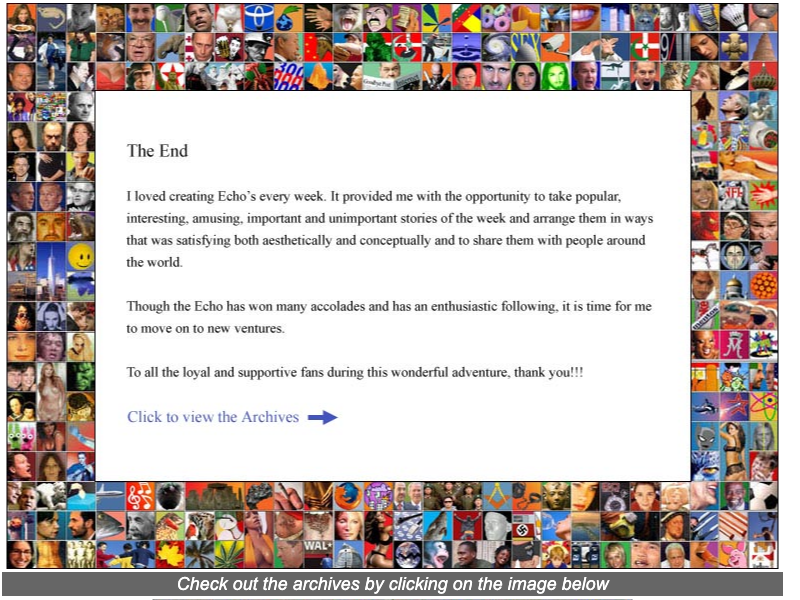 The End
I loved creating Echo's every week. It provided me with the opportunity to take popular,
interesting, amusing, important and unimportant stories of the week and arrange them in ways
that was satisfying both aesthetically and conceptually and to share them with people around
the world.
Though the Echo has won many accolades and has an enthusiastic following, it is time for me
to move on to new ventures.
To all the loyal and supportive fans during this wonderful adventure, thank you!!!
Click to view the Archives
Check out the archives by clicking on the image below